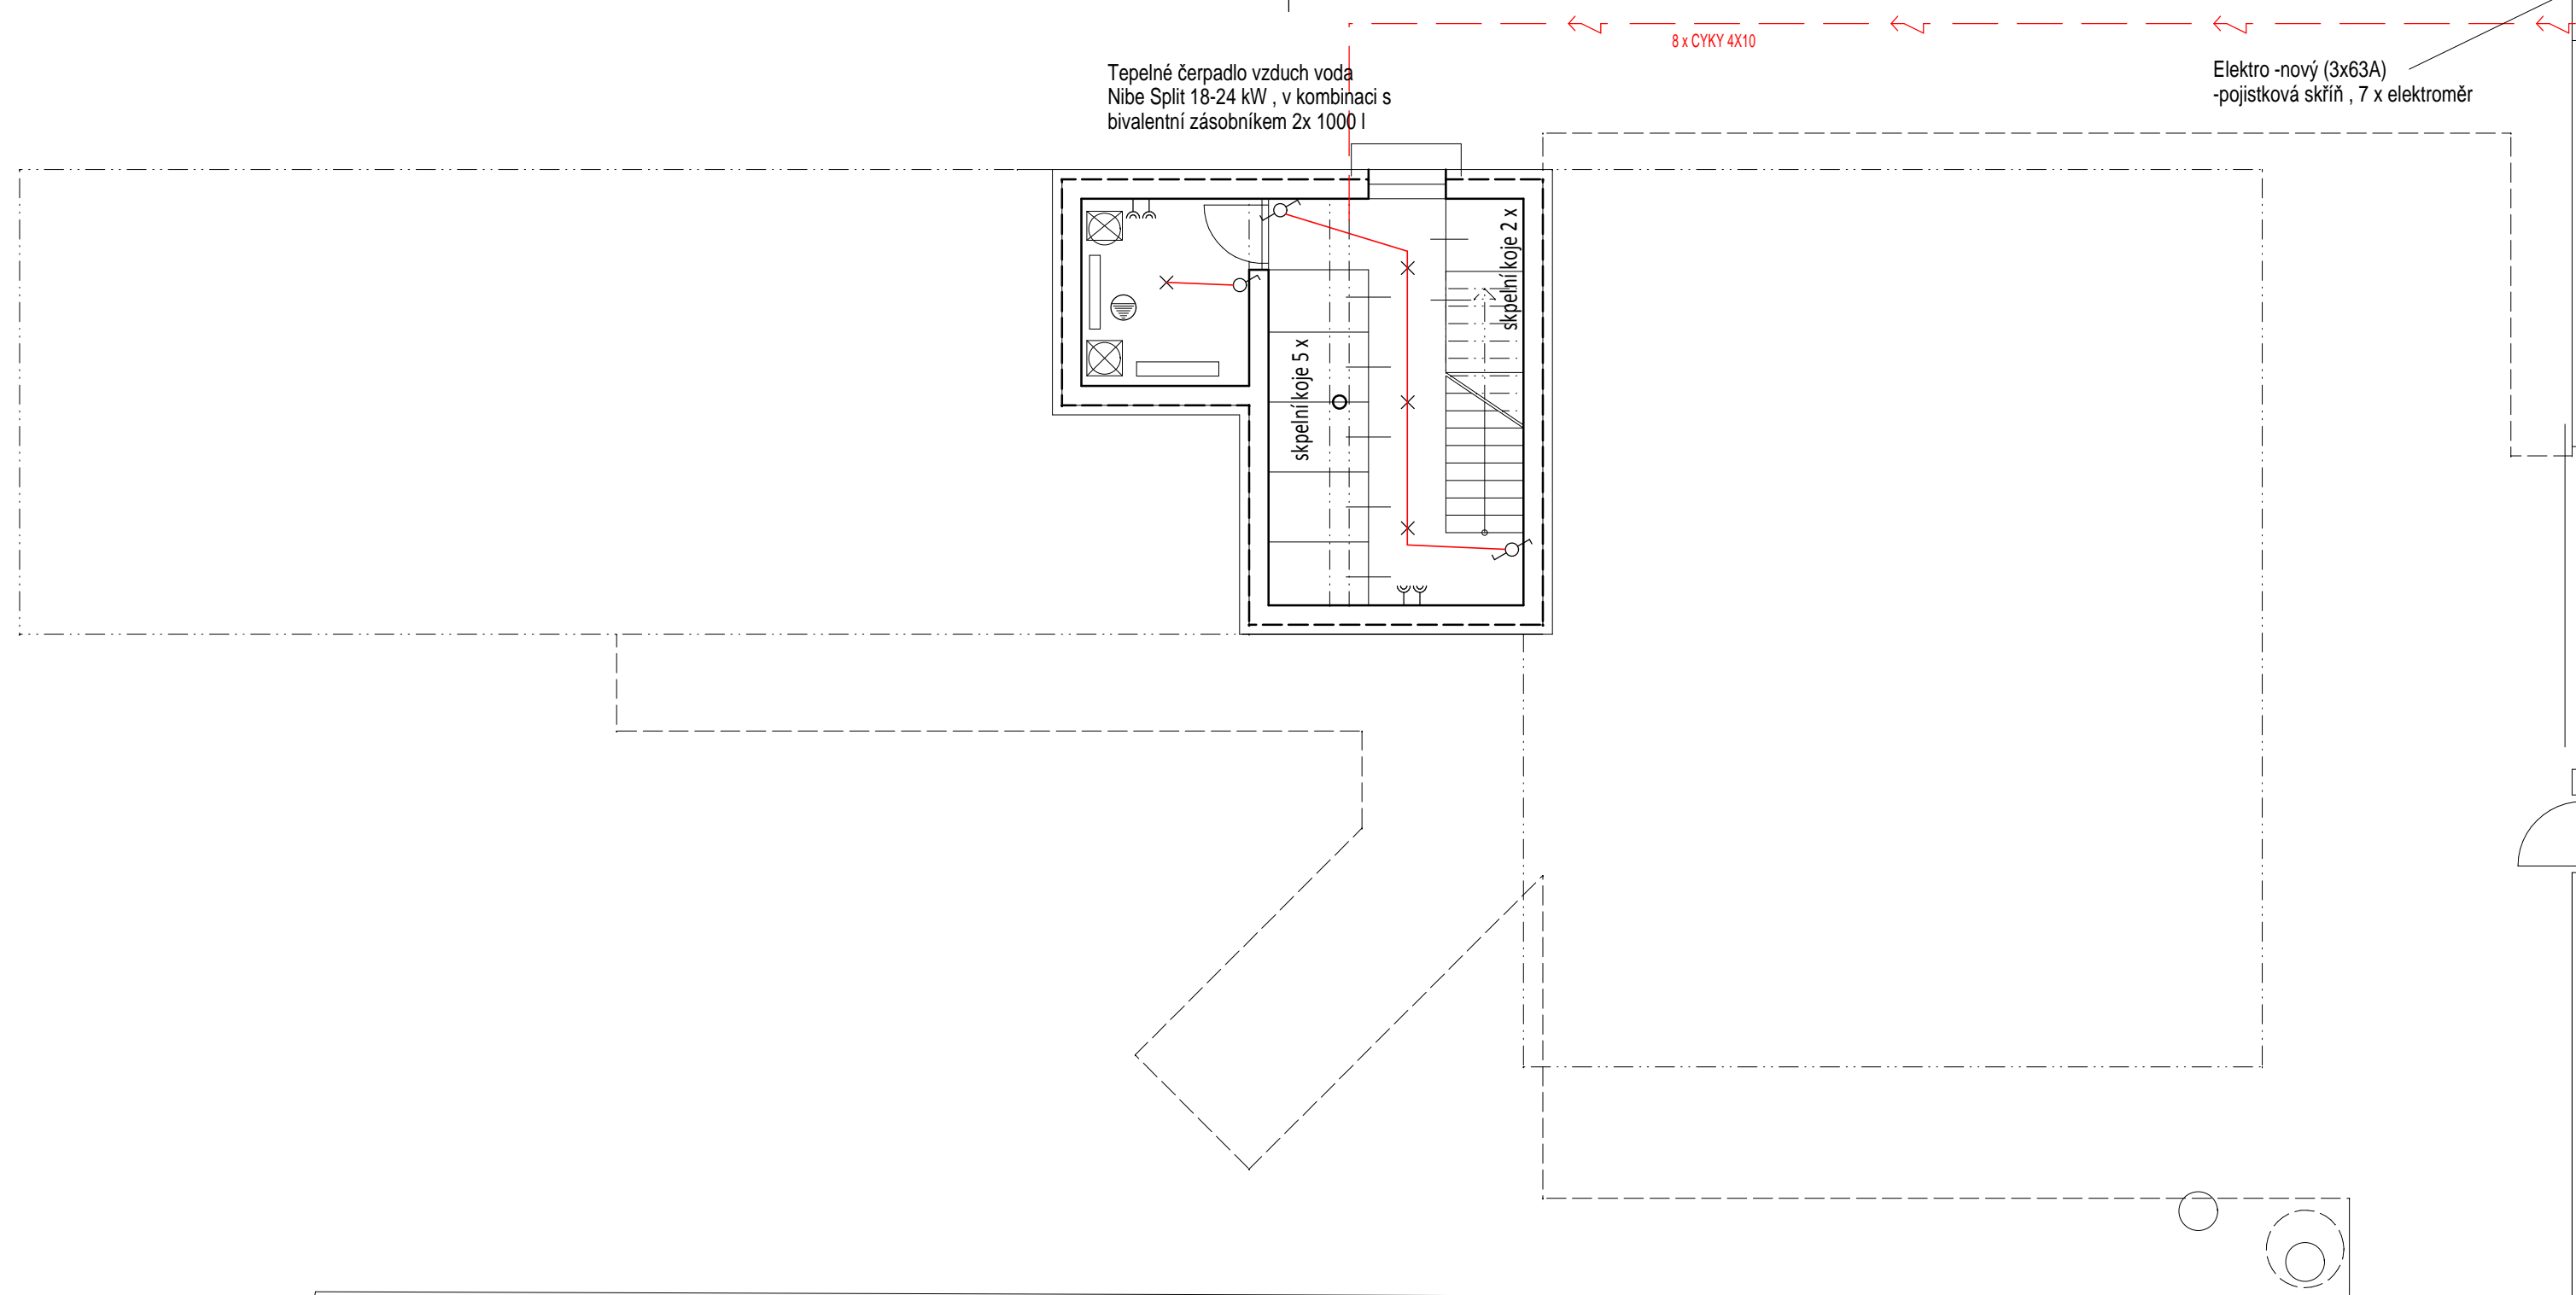 8 x CYKY 4X10
Tepelné čerpadlo vzduch voda
Nibe Split 18-24 kW , v kombinaci s
bivalentní zásobníkem 2x 1000 l
Elektro -nový (3x63A)
-pojistková skříň , 7 x elektroměr
skpelní koje 2 x
skpelní koje 5 x